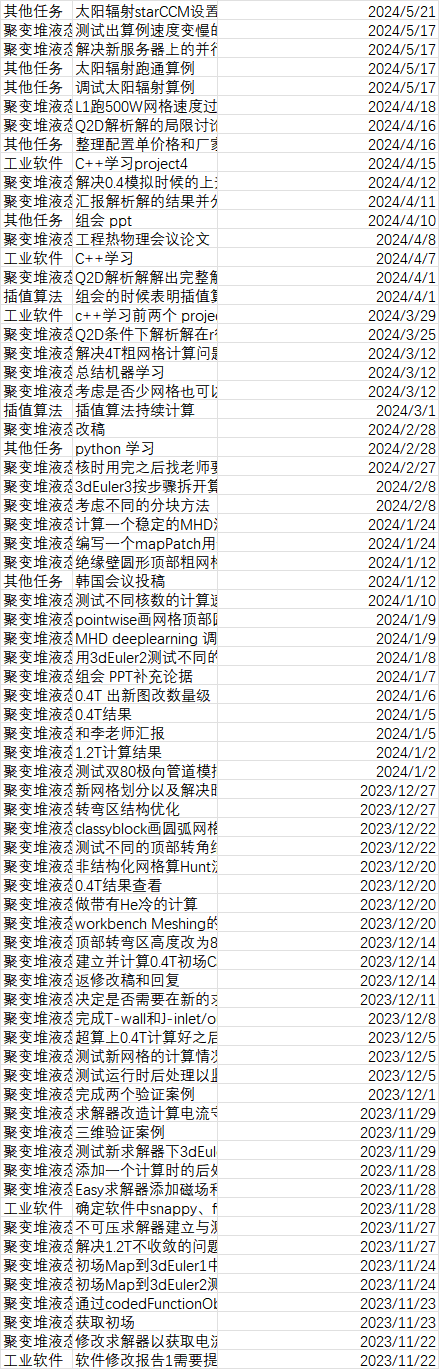 其他任务 太阳辐射starCCM设置 2024/5/21
聚变堆液态 测试出算例速度变慢的 2024/5/17
聚变堆液态 解决新服务器上的并行 2024/5/17
其他任务 太阳辐射跑通算例 2024/5/17
其他任务 调试太阳辐射算例 2024/5/17
聚变堆液态 L1跑500W网格速度过 2024/4/18
聚变堆液态 Q2D解析解的局限讨论 2024/4/16
其他任务 整理配置单价格和厂家 2024/4/16
工业软件 C++学习project4 2024/4/15
聚变堆液态 解决0.4模拟时候的上 2024/4/12
聚变堆液态 汇报解析解的结果并分 2024/4/11
其他任务 组会 ppt 2024/4/10
聚变堆液态 工程热物理会议论文 2024/4/8
工业软件 C++学习 2024/4/7
聚变堆液态 Q2D解析解解出完整解 2024/4/1
插值算法 组会的时候表明插值算 2024/4/1
工业软件 c++学习前两个 projec 2024/3/29
聚变堆液态 Q2D条件下解析解在r 2024/3/25
聚变堆液态 解决4T粗网格计算问题 2024/3/12
聚变堆液态 总结机器学习 2024/3/12
聚变堆液态 考虑是否少网格也可以 2024/3/12
插值算法 插值算法持续计算 2024/3/1
聚变堆液态 改稿 2024/2/28
其他任务 python 学习 2024/2/28
聚变堆液态 核时用完之后找老师要 2024/2/27
聚变堆液态 3dEuler3按步骤拆开算 2024/2/8
聚变堆液态 考虑不同的分块方法 2024/2/8
聚变堆液态 计算一个稳定的MHD 2024/1/24
聚变堆液态 编写一个mapPatch用 2024/1/24
聚变堆液态 绝缘壁圆形顶部粗网格 2024/1/12
其他任务 韩国会议投稿 2024/1/12
聚变堆液态 测试不同核数的计算速 2024/1/10
聚变堆液态 pointwise画网格顶部圆 2024/1/9
聚变堆液态 MHD deeplearning 调 2024/1/9
聚变堆液态 用3dEuler2测试不同的 2024/1/8
聚变堆液态 组会 PPT补充论据 2024/1/7
聚变堆液态 0.4T 出新图改数量级 2024/1/6
聚变堆液态 0.4T结果 2024/1/5
聚变堆液态 和李老师汇报 2024/1/5
聚变堆液态 1.2T计算结果 2024/1/2
聚变堆液态 测试双80极向管道模拟 2024/1/2
聚变堆液态 新网格划分以及解决时 2023/12/27
聚变堆液态 转弯区结构优化 2023/12/27
聚变堆液态 classyblock画圆弧网格 2023/12/22
聚变堆液态 测试不同的顶部转角结 2023/12/22
聚变堆液态 非结构化网格算Hunt流 2023/12/20
聚变堆液态 0.4T结果查看 2023/12/20
聚变堆液态 做带有He冷的计算 2023/12/20
聚变堆液态 workbench Meshing的 2023/12/20
聚变堆液态 顶部转弯区高度改为8 2023/12/14
聚变堆液态 建立并计算0.4T初场C 2023/12/14
聚变堆液态 返修改稿和回复 2023/12/14
聚变堆液态 决定是否需要在新的求 2023/12/11
聚变堆液态 完成T-wall和J-inlet/o 2023/12/8
聚变堆液态 超算上0.4T计算好之后 2023/12/5
聚变堆液态 测试新网格的计算情况 2023/12/5
聚变堆液态 测试运行时后处理以监 2023/12/5
聚变堆液态 完成两个验证案例 2023/12/1
聚变堆液态 求解器改造计算电流守 2023/11/29
聚变堆液态 三维验证案例 2023/11/29
聚变堆液态 测试新求解器下3dEul 2023/11/29
聚变堆液态 添加一个计算时的后处 2023/11/28
聚变堆液态 Easy求解器添加磁场和 2023/11/28
工业软件 确定软件中snappy、f 2023/11/28
聚变堆液态 不可压求解器建立与测 2023/11/27
聚变堆液态 解决1.2T不收敛的问题 2023/11/27
聚变堆液态 初场Map到3dEuler1中 2023/11/24
聚变堆液态 初场Map到3dEuler2测 2023/11/24
聚变堆液态 通过codedFunctionOb 2023/11/23
聚变堆液态 获取初场 2023/11/23
聚变堆液态 修改求解器以获取电流 2023/11/22
工业软件 软件修改报告1需要提 2023/11/22